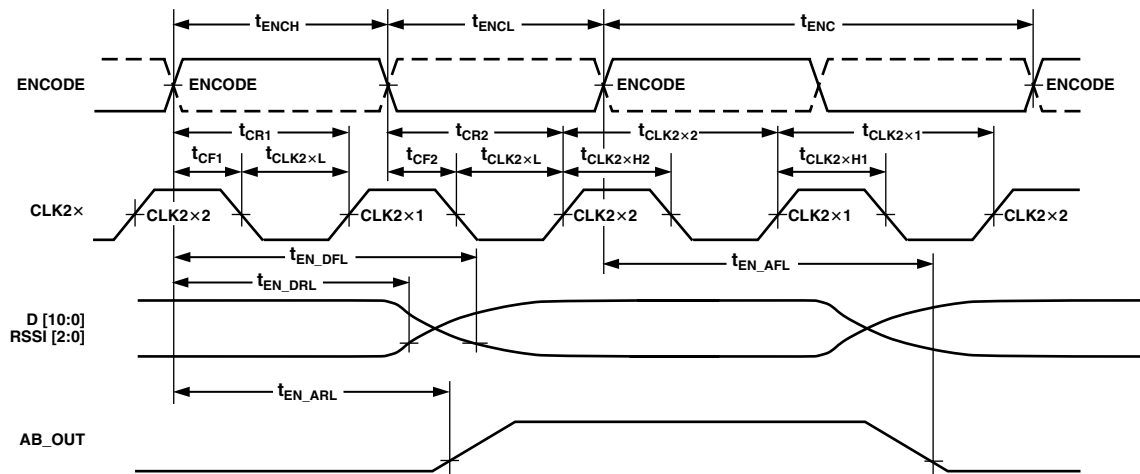 tENCH tENCL tENC
ENCODE ENCODE ENCODE ENCODE
tCR1 tCR2 tCLK2×2 tCLK2×1
tCF1 tCLK2×L tCF2 tCLK2×L tCLK2×H2 tCLK2×H1
CLK2× CLK2×2 CLK2×1 CLK2×2 CLK2×1 CLK2×2
tEN_DFL tEN_AFL
tEN_DRL
D [10:0]
RSSI [2:0]
tEN_ARL
AB_OUT